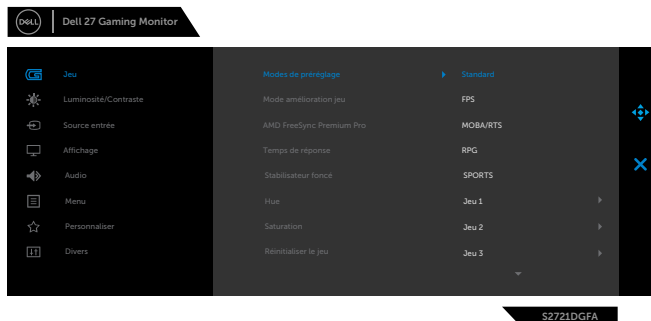 DELL Dell 27 Gaming Monitor
Jeu Modes de préréglage Standard
Luminosité/Contraste Mode amélioration jeu FPS
Source entrée AMD FreeSync Premium Pro MOBA/RTS
Affichage Temps de réponse RPG
Audio Stabilisateur foncé SPORTS
Menu Hue Jeu 1
Personnaliser Saturation Jeu 2
Divers Réinitialiser le jeu Jeu 3
S2721DGFA